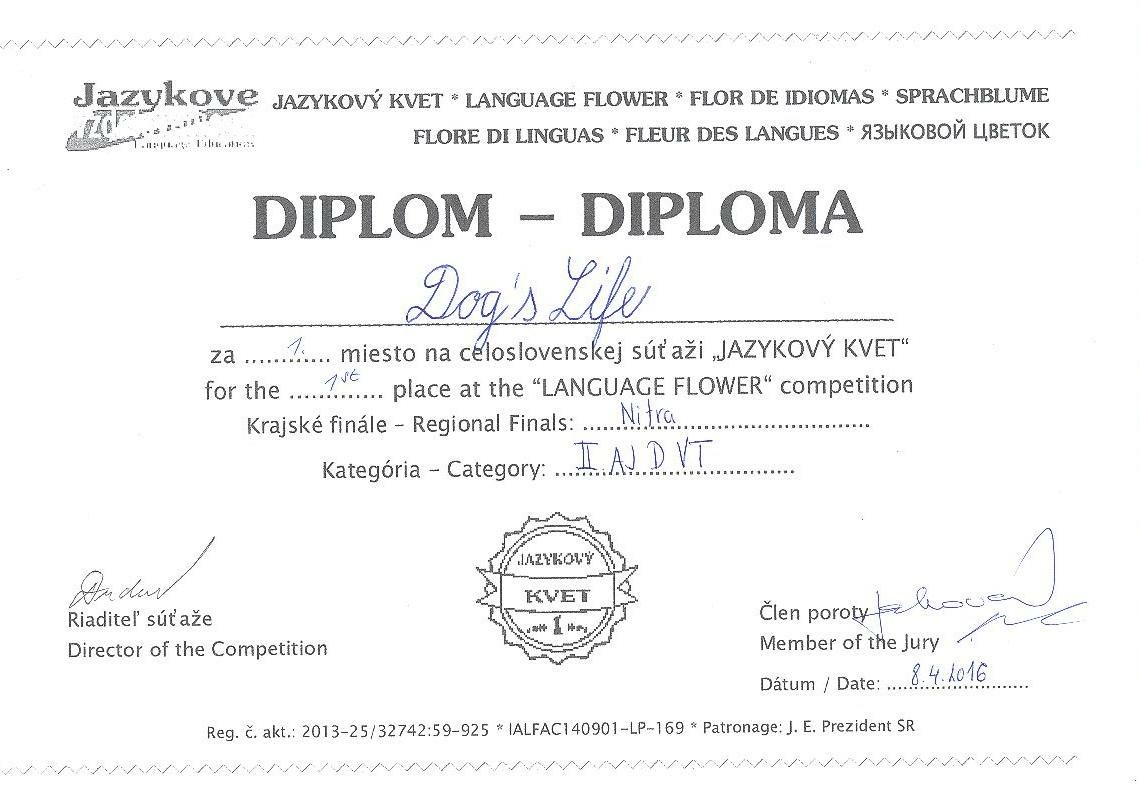 Jazykove
JAZYKOVÝ KVET * LANGUAGE FLOWER * FLOR DE IDIOMAS * SPRACHBLUME
Language Education
FLORE DI LINGUAS * FLEUR DES LANGUES * ЯЗЫКОВОЙ ЦВЕТОК
DIPLOM – DIPLOMA
Dog's Life
za ....1..... miesto na celoslovenskej súťaži „JAZYKOVÝ KVET“
for the ....1st.... place at the “LANGUAGE FLOWER“ competition
Krajské finále – Regional Finals: ....Nitra....
Kategória – Category: ....II AJ D VT....
JAZYKOVÝ
KVET
1
Riaditeľ súťaže
Director of the Competition
Člen poroty
Member of the Jury
Dátum / Date: ....8.4.2016....
Reg. č. akt.: 2013-25/32742:59-925 * IALFAC140901-LP-169 * Patronage: J. E. Prezident SR